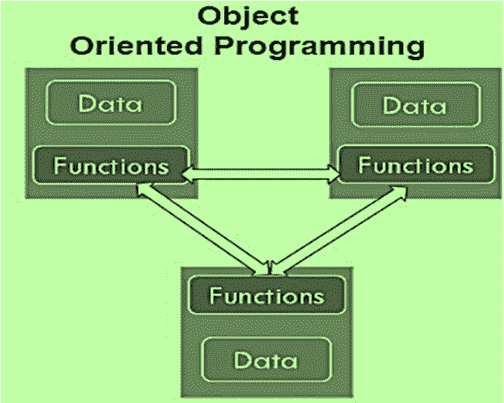 Object
Oriented Programming
Data
Data
Functions
Functions
Functions
Data